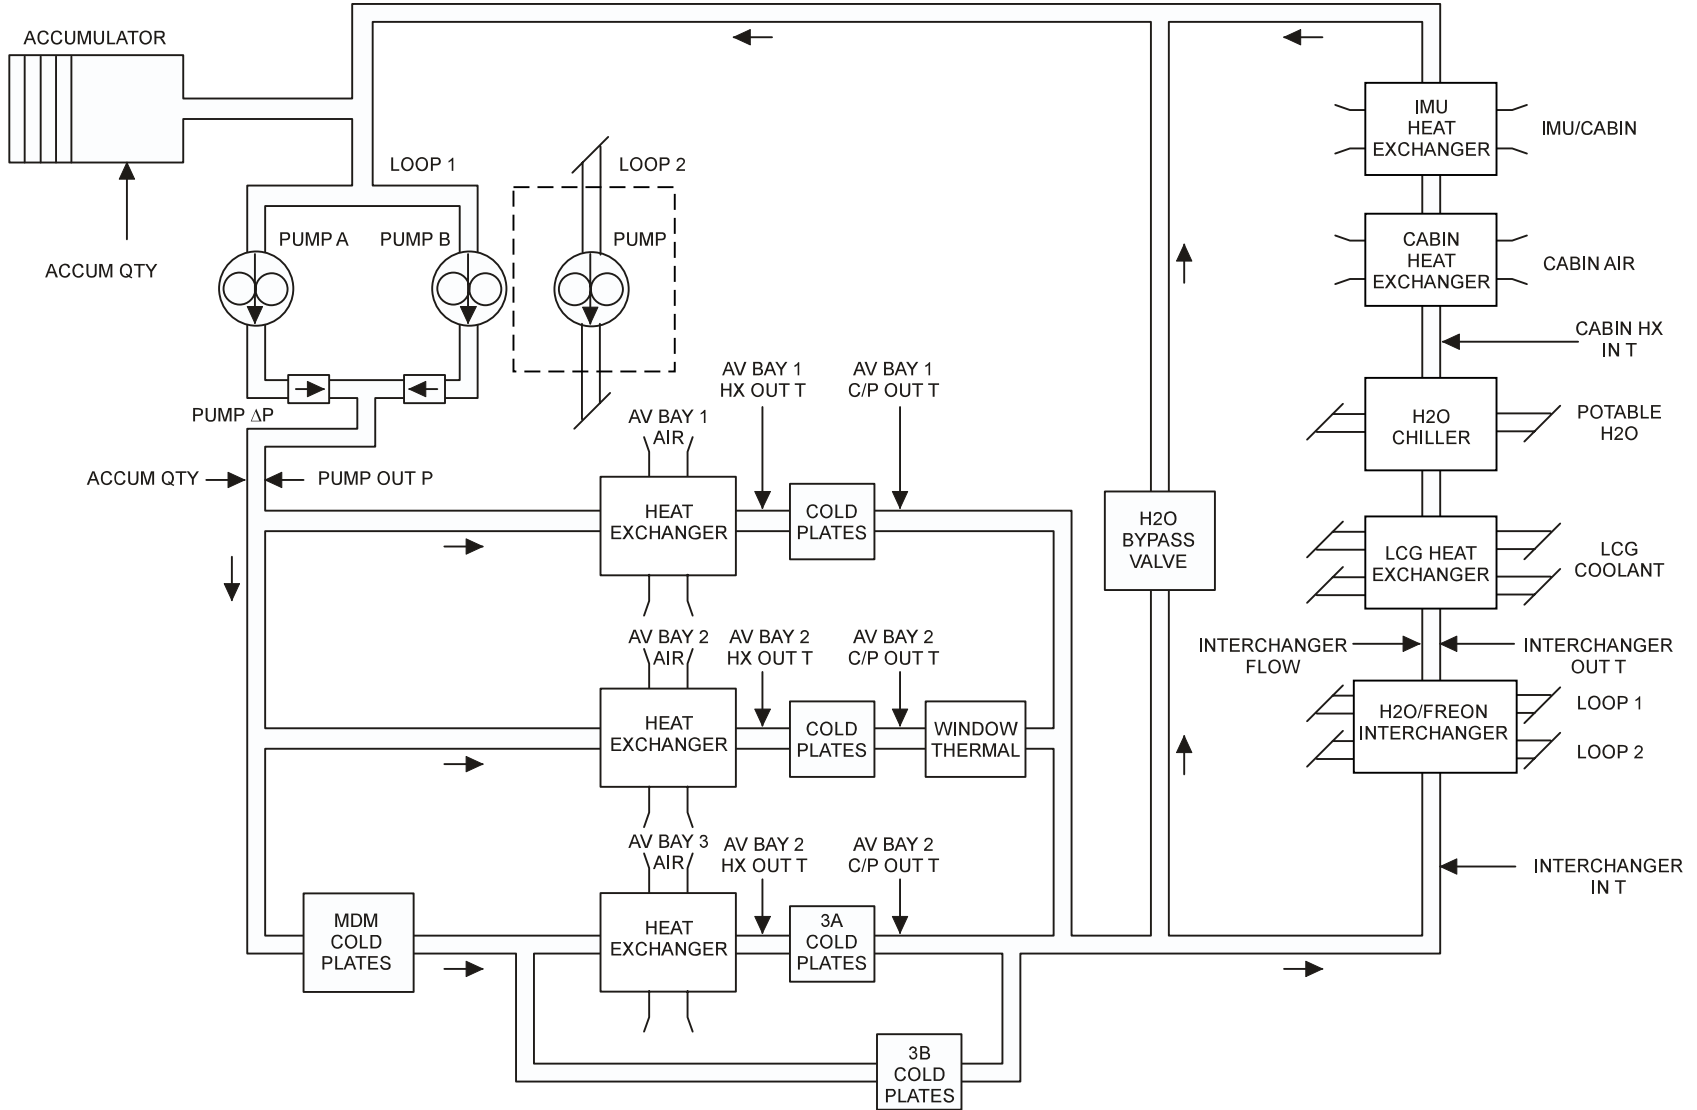 ACCUMULATOR
ACCUM QTY
LOOP 1
LOOP 2
PUMP A
PUMP B
PUMP
PUMP ΔP
ACCUM QTY
PUMP OUT P
AV BAY 1
AIR
AV BAY 1
HX OUT T
AV BAY 1
C/P OUT T
HEAT
EXCHANGER
COLD
PLATES
AV BAY 2
AIR
AV BAY 2
HX OUT T
AV BAY 2
C/P OUT T
HEAT
EXCHANGER
COLD
PLATES
WINDOW
THERMAL
AV BAY 3
AIR
AV BAY 2
HX OUT T
AV BAY 2
C/P OUT T
MDM
COLD
PLATES
HEAT
EXCHANGER
3A
COLD
PLATES
3B
COLD
PLATES
H2O
BYPASS
VALVE
IMU
HEAT
EXCHANGER
IMU/CABIN
CABIN
HEAT
EXCHANGER
CABIN AIR
CABIN HX
IN T
H2O
CHILLER
POTABLE
H2O
LCG HEAT
EXCHANGER
LCG
COOLANT
INTERCHANGER
FLOW
INTERCHANGER
OUT T
H2O/FREON
INTERCHANGER
LOOP 1
LOOP 2
INTERCHANGER
IN T